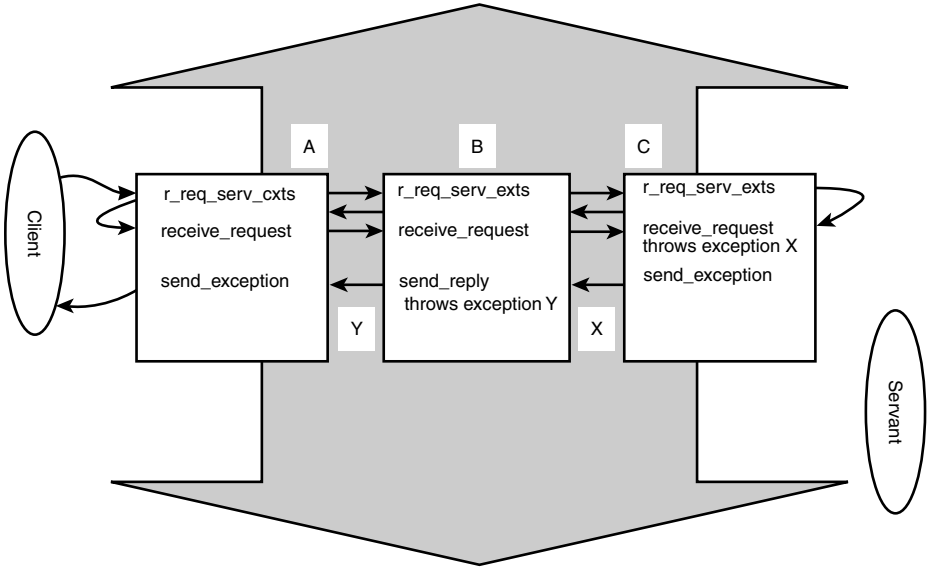 A
B
C
Client
r_req_serv_cxts
receive_request
send_exception
r_req_serv_exts
receive_request
send_reply
throws exception Y
r_req_serv_exts
receive_request
throws exception X
send_exception
Y
X
Servant